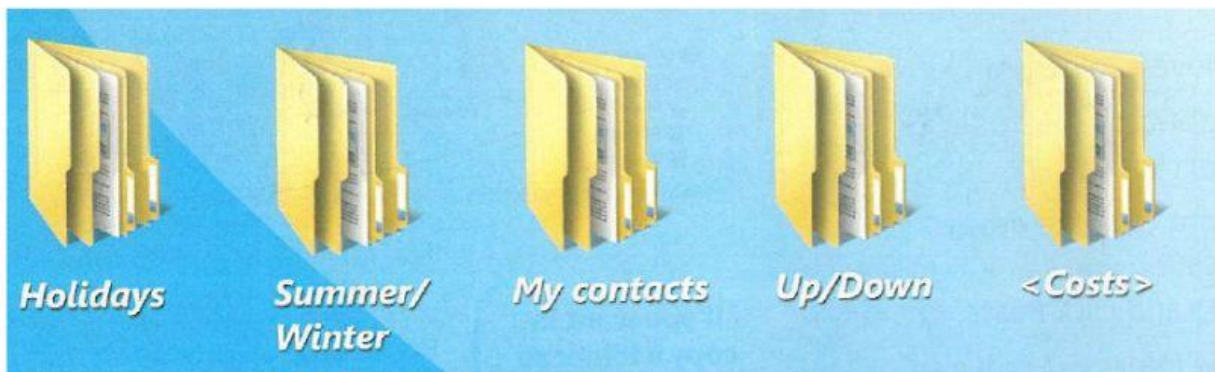 Holidays
Summer/
Winter
My contacts
Up/Down
<Costs>